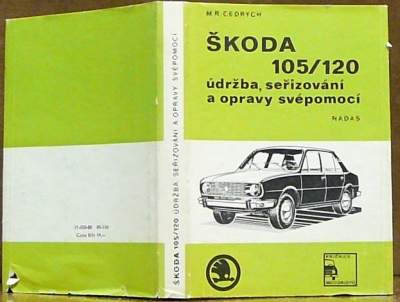 M.R. CEDRYCH
ŠKODA
105/120
údržba, seřizování
a opravy svépomocí
NADAS
ŠKODA 105/120 ÚDRŽBA, SEŘIZOVÁNÍ A OPRAVY SVÉPOMOCÍ